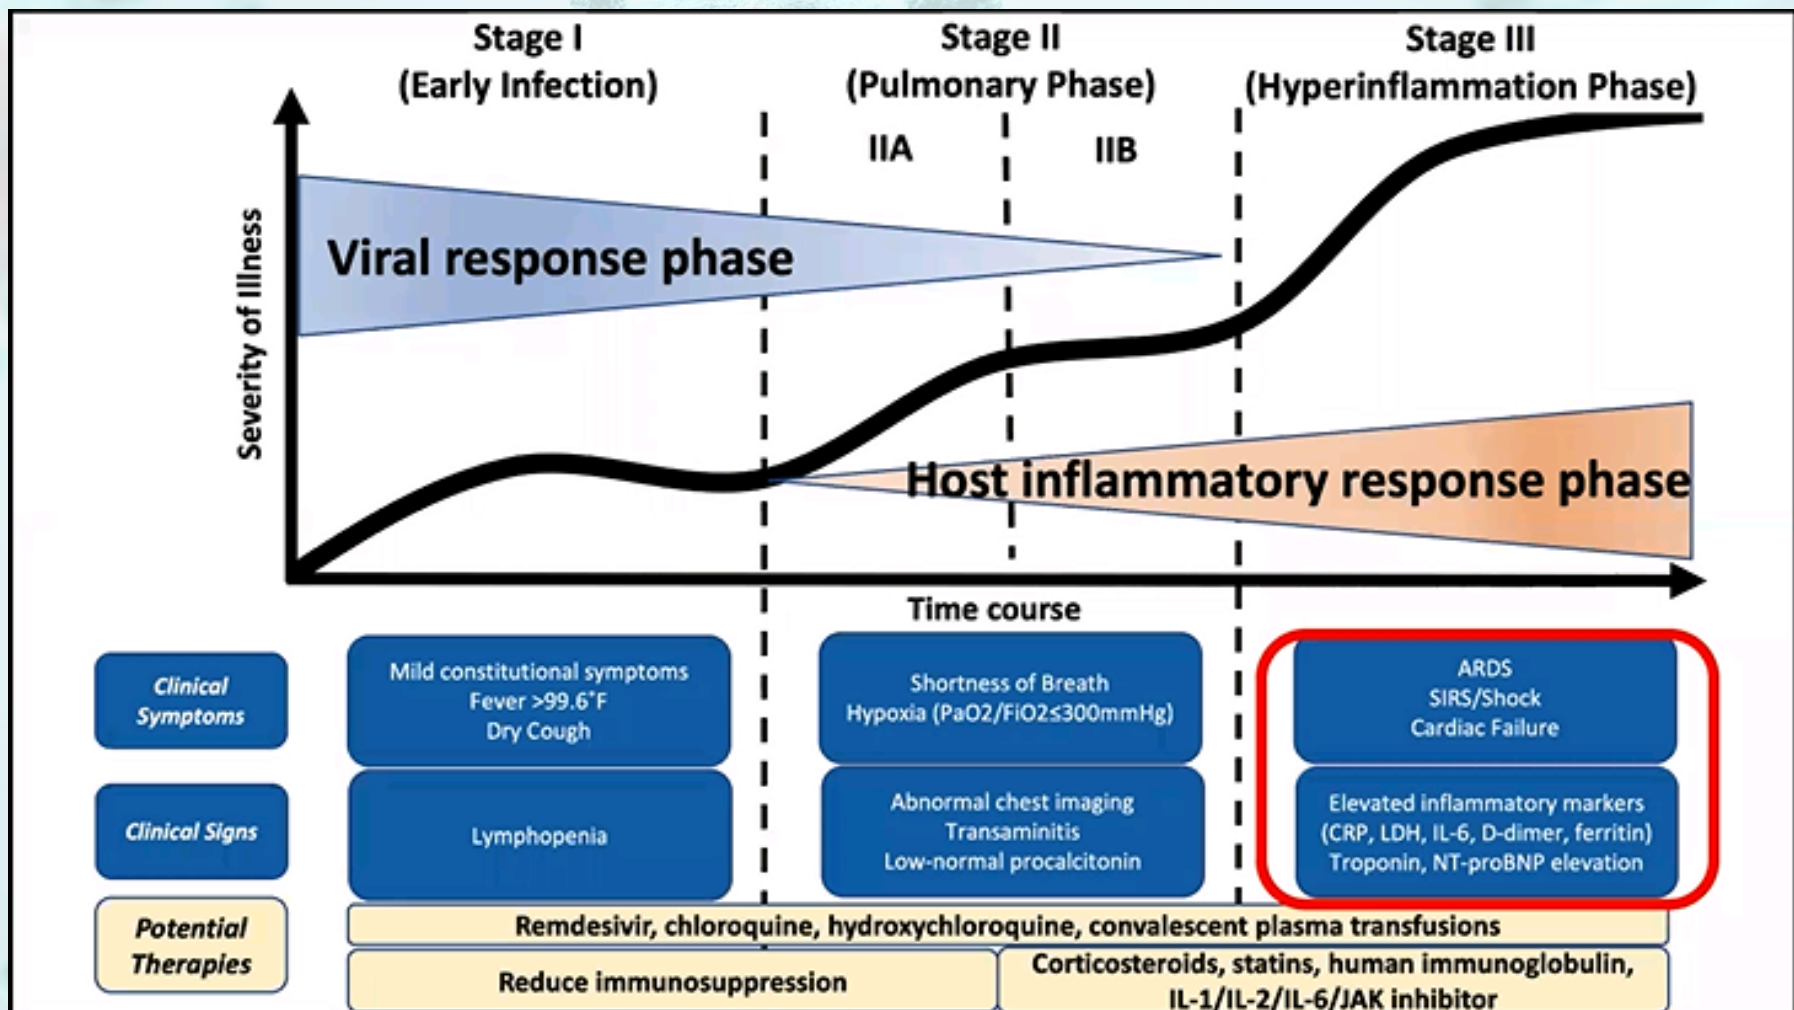 Stage I
(Early Infection)
Stage II
(Pulmonary Phase)
Stage III
(Hyperinflammation Phase)
IIA
IIB
Severity of Illness
Viral response phase
Host inflammatory response phase
Time course
Clinical
Symptoms
Mild constitutional symptoms
Fever >99.6°F
Dry Cough
Shortness of Breath
Hypoxia (PaO2/FiO2≤300mmHg)
ARDS
SIRS/Shock
Cardiac Failure
Clinical Signs
Lymphopenia
Abnormal chest imaging
Transaminitis
Low-normal procalcitonin
Elevated inflammatory markers
(CRP, LDH, IL-6, D-dimer, ferritin)
Troponin, NT-proBNP elevation
Potential
Therapies
Remdesivir, chloroquine, hydroxychloroquine, convalescent plasma transfusions
Reduce immunosuppression
Corticosteroids, statins, human immunoglobulin,
IL-1/IL-2/IL-6/JAK inhibitor